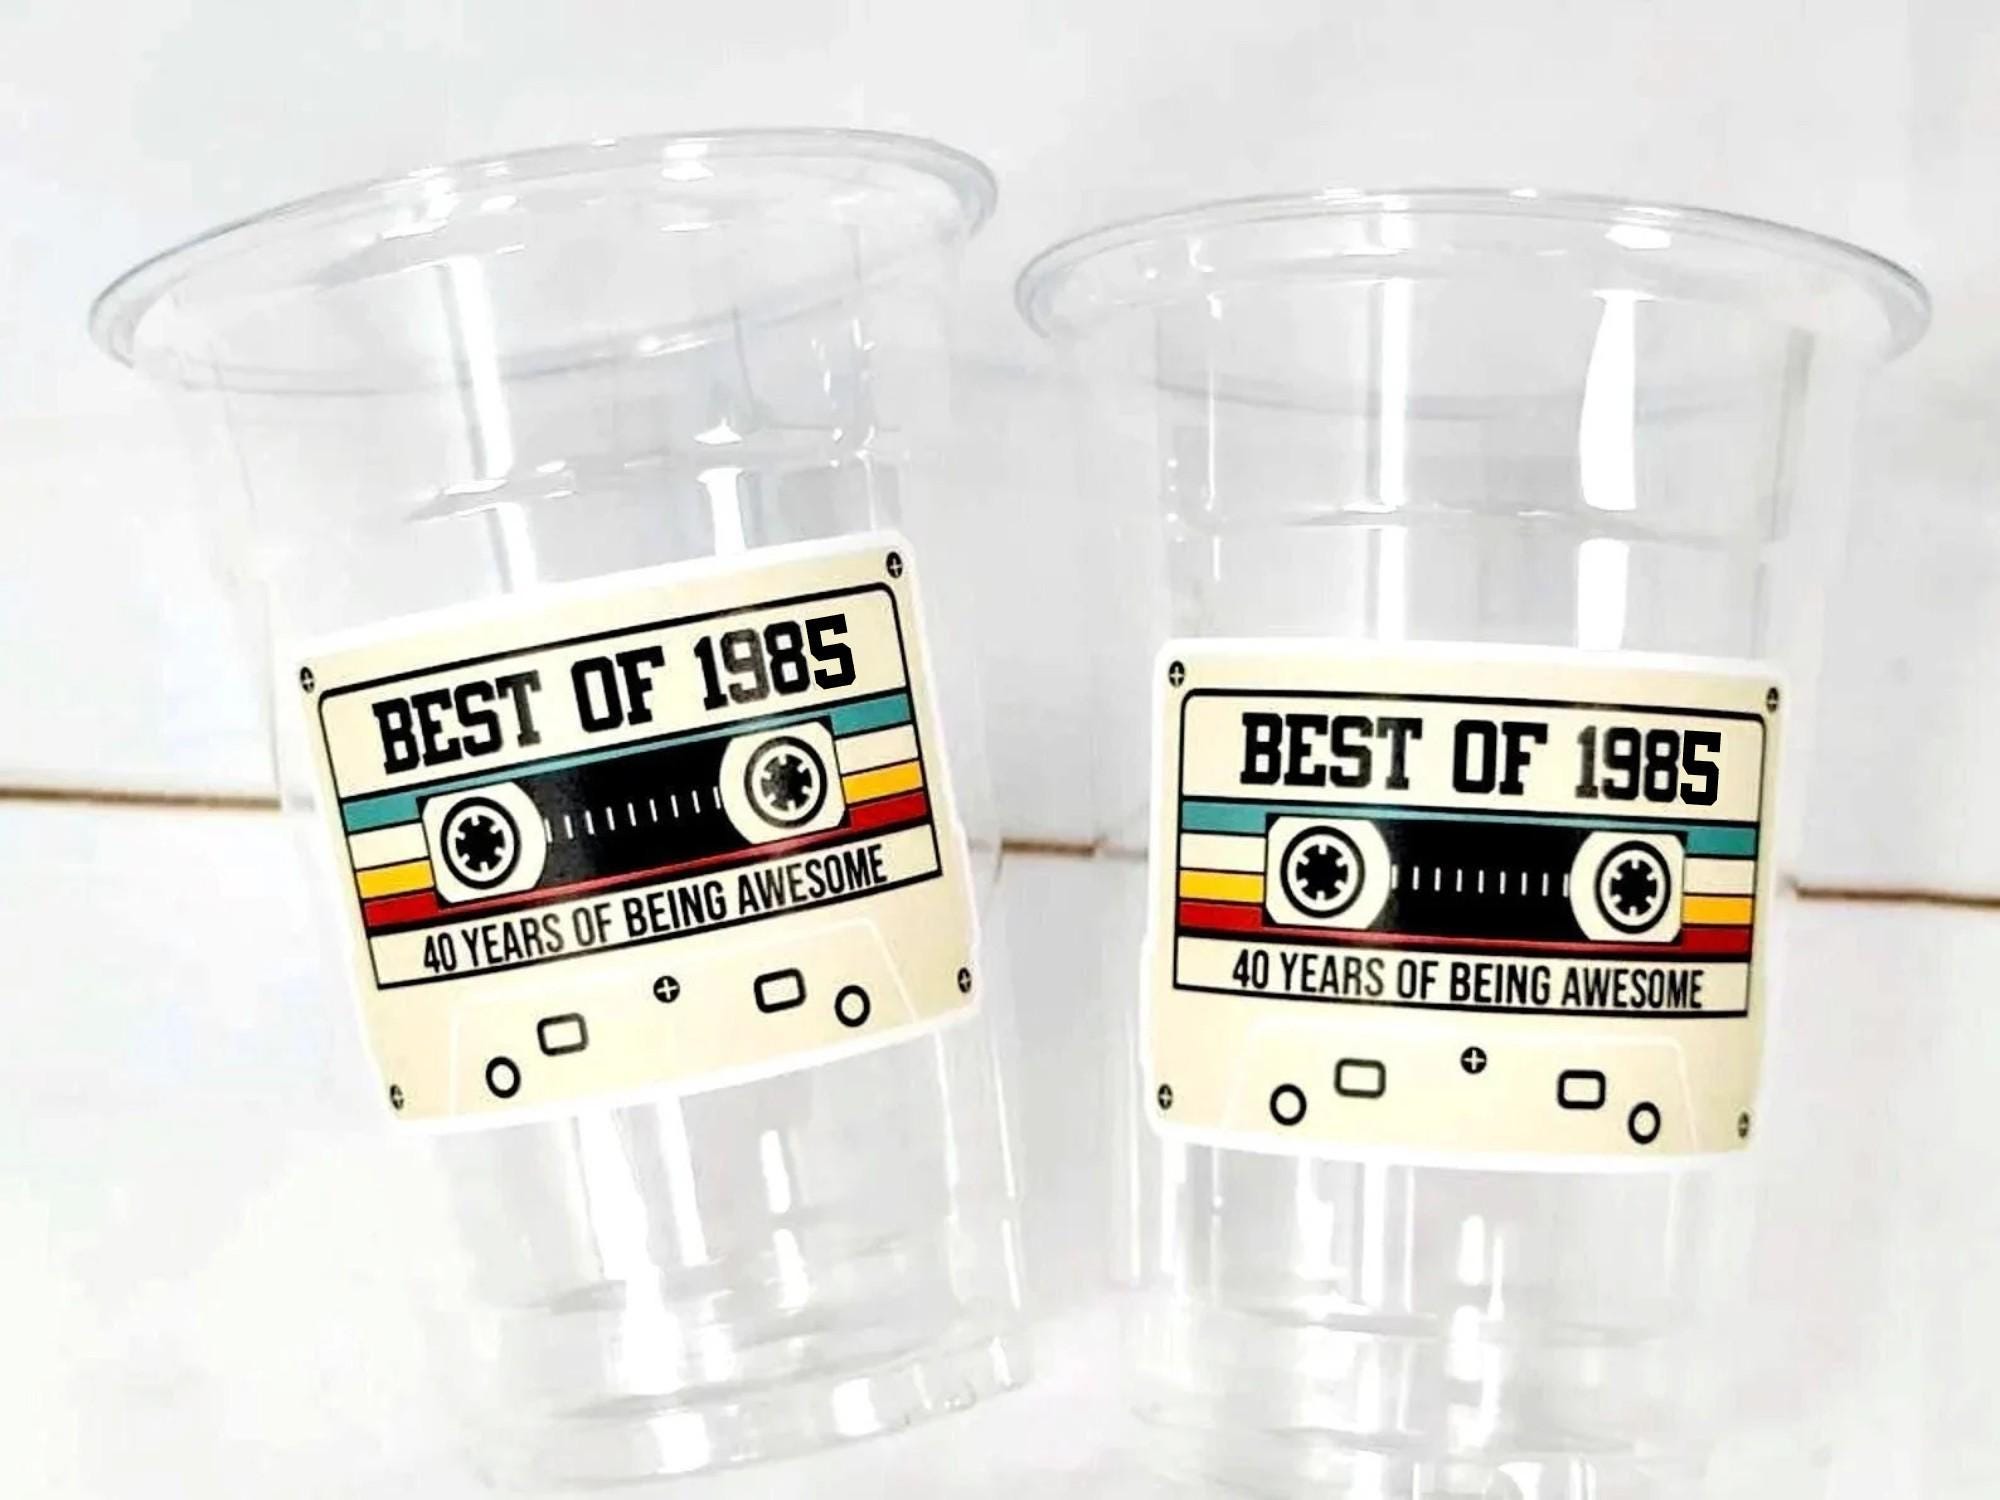 BEST OF 1985
40 YEARS OF BEING AWESOME
BEST OF 1985
40 YEARS OF BEING AWESOME